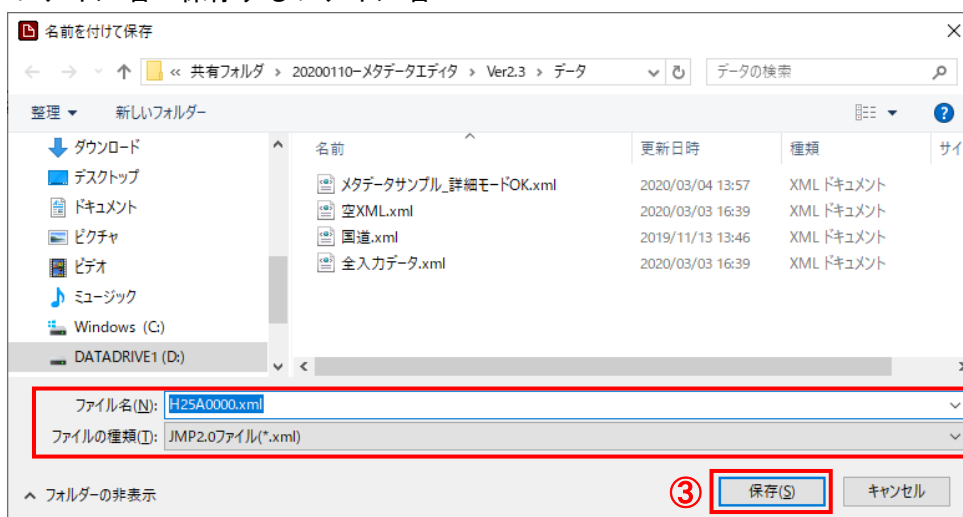 名前を付けて保存
« 共有フォルダ › 20200110-メタデータエディタ › Ver2.3 › データ
データの検索
整理 新しいフォルダー
ダウンロード
デスクトップ
ドキュメント
ピクチャ
ビデオ
ミュージック
Windows (C:)
DATADRIVE1 (D:)
名前 更新日時 種類 サイ
メタデータサンプル_詳細モードOK.xml 2020/03/04 13:57 XML ドキュメント
空XML.xml 2020/03/03 16:39 XML ドキュメント
国道.xml 2019/11/13 13:46 XML ドキュメント
全入力データ.xml 2020/03/03 16:39 XML ドキュメント
ファイル名(N): H25A0000.xml
ファイルの種類(T): JMP2.0ファイル(*.xml)
フォルダーの非表示
③ 保存(S) キャンセル